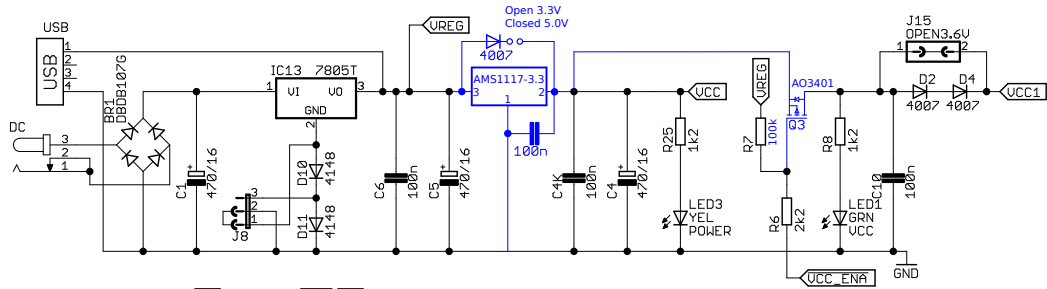 Open 3.3V
Closed 5.0V
VREG
J15
OPEN3.6V
1
2
USB
USB
1
2
3
4
4007
IC13
7805T
VI
VO
GND
1
3
2
AMS1117-3.3
3
2
1
100n
VCC
VREG
AO3401
Q3
D2
4007
D4
4007
VCC1
BR1
DBDB107G
DC
3
2
1
C1
470/16
D10
4148
D11
4148
3
2
1
J8
C6
100n
C5
470/16
C4K
100n
C4
470/16
R25
1k2
LED3
YEL
POWER
R7
100k
R6
2k2
R8
1k2
LED1
GRN
VCC
C10
100n
GND
VCC_ENA